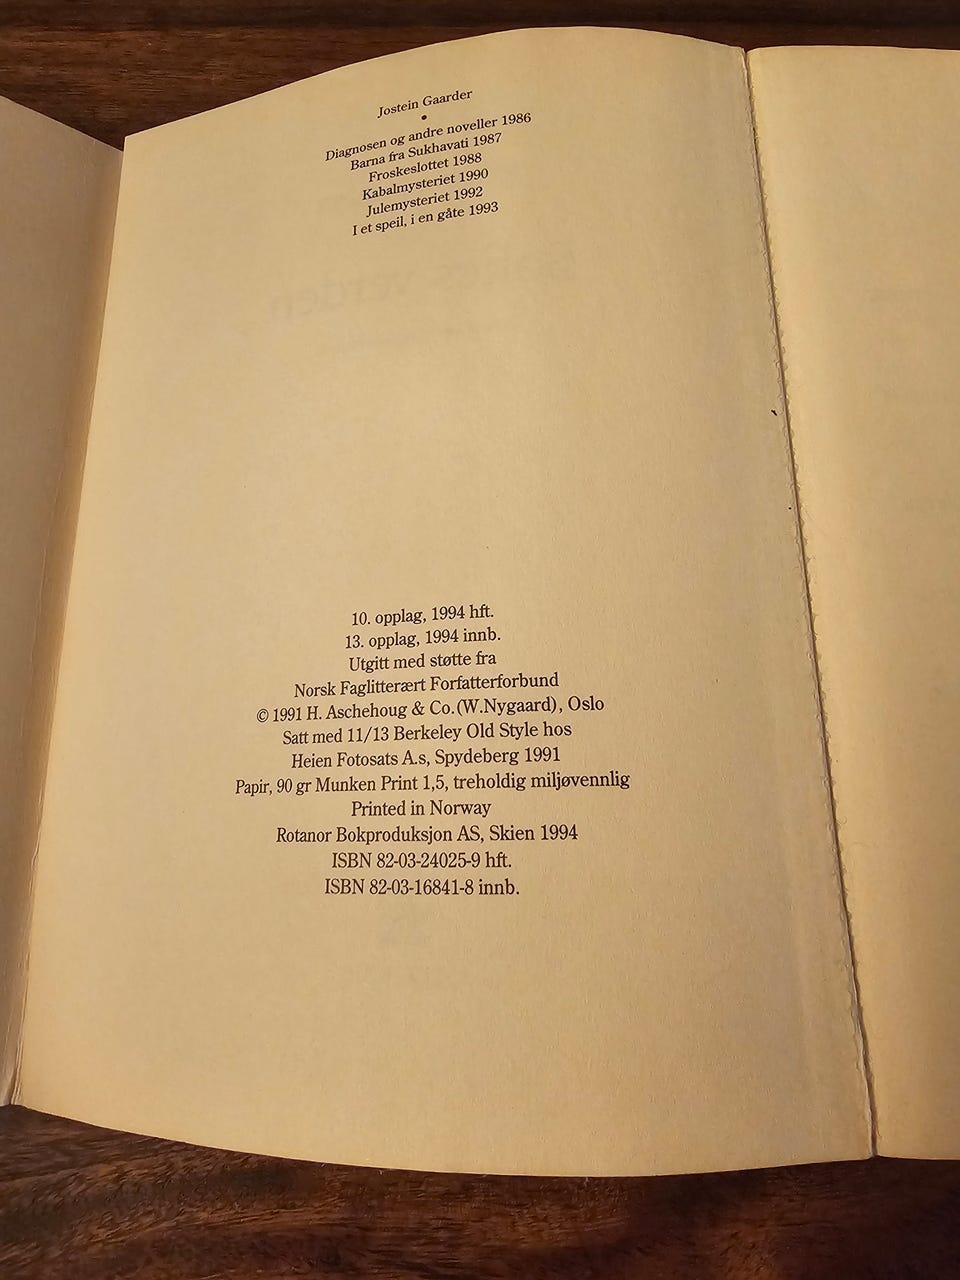 Jostein Gaarder
•
Diagnosen og andre noveller 1986
Barna fra Sukhavati 1987
Froskeslottet 1988
Kabalmysteriet 1990
Julemysteriet 1992
I et speil, i en gåte 1993
10. opplag, 1994 hft.
13. opplag, 1994 innb.
Utgitt med støtte fra
Norsk Faglitterært Forfatterforbund
© 1991 H. Aschehoug & Co.(W.Nygaard), Oslo
Satt med 11/13 Berkeley Old Style hos
Heien Fotosats A.s, Spydeberg 1991
Papir, 90 gr Munken Print 1,5, treholdig miljøvennlig
Printed in Norway
Rotanor Bokproduksjon AS, Skien 1994
ISBN 82-03-24025-9 hft.
ISBN 82-03-16841-8 innb.